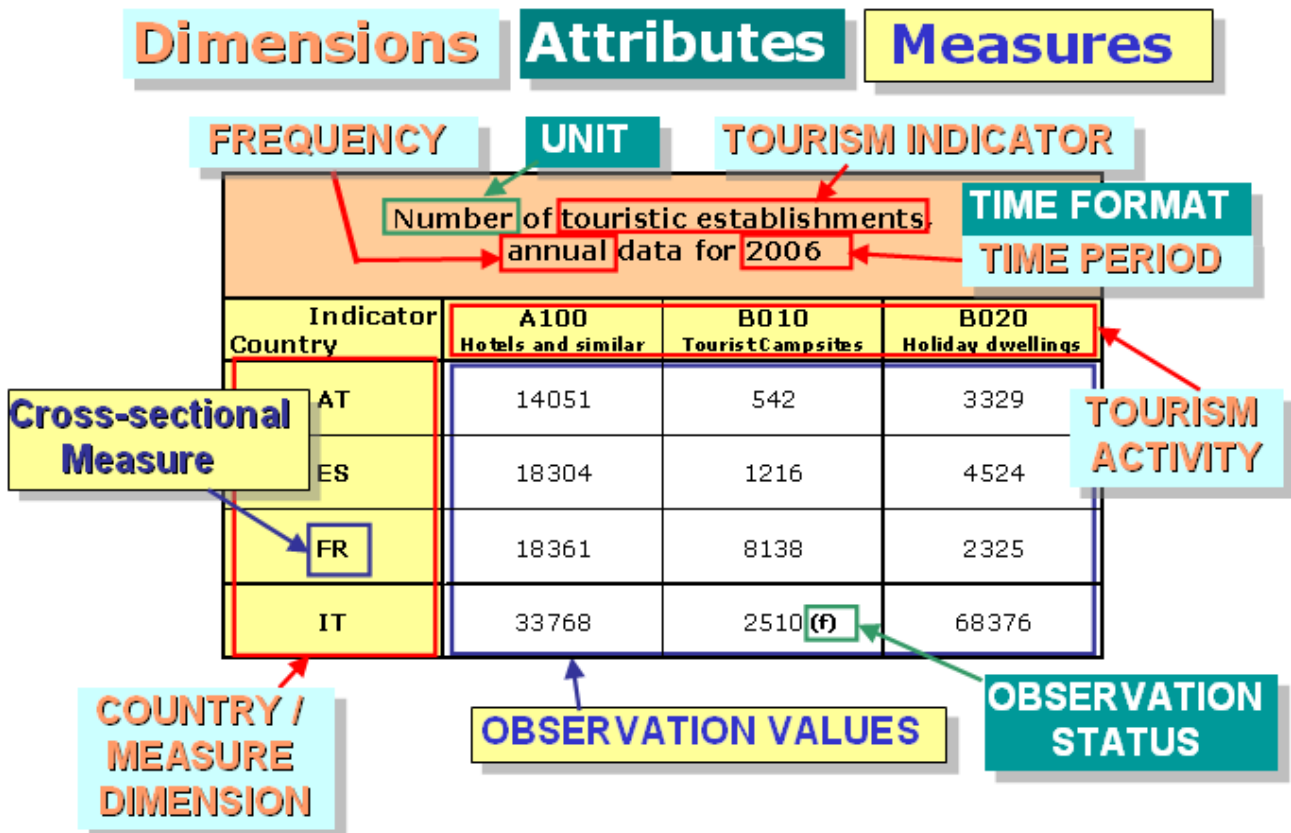 Dimensions Attributes Measures
FREQUENCY UNIT TOURISM INDICATOR
Number of touristic establishments,
annual data for 2006
TIME FORMAT
TIME PERIOD
Indicator
Country
A100 B010 B020
Hotels and similar Tourist Campsites Holiday dwellings
AT 14051 542 3329
Cross-sectional
Measure
TOURISM
ACTIVITY
ES 18304 1216 4524
FR 18361 8138 2325
IT 33768 2510 (f) 68376
COUNTRY /
MEASURE
DIMENSION
OBSERVATION VALUES
OBSERVATION
STATUS